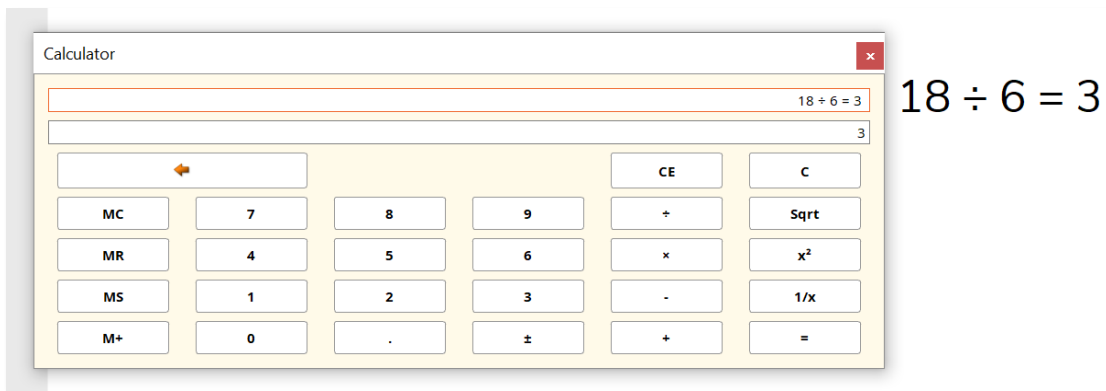 Calculator
x
18 ÷ 6 = 3
18 ÷ 6 = 3
3
CE C
MC 7 8 9 ÷ Sqrt
MR 4 5 6 × x²
MS 1 2 3 - 1/x
M+ 0 . ± + =